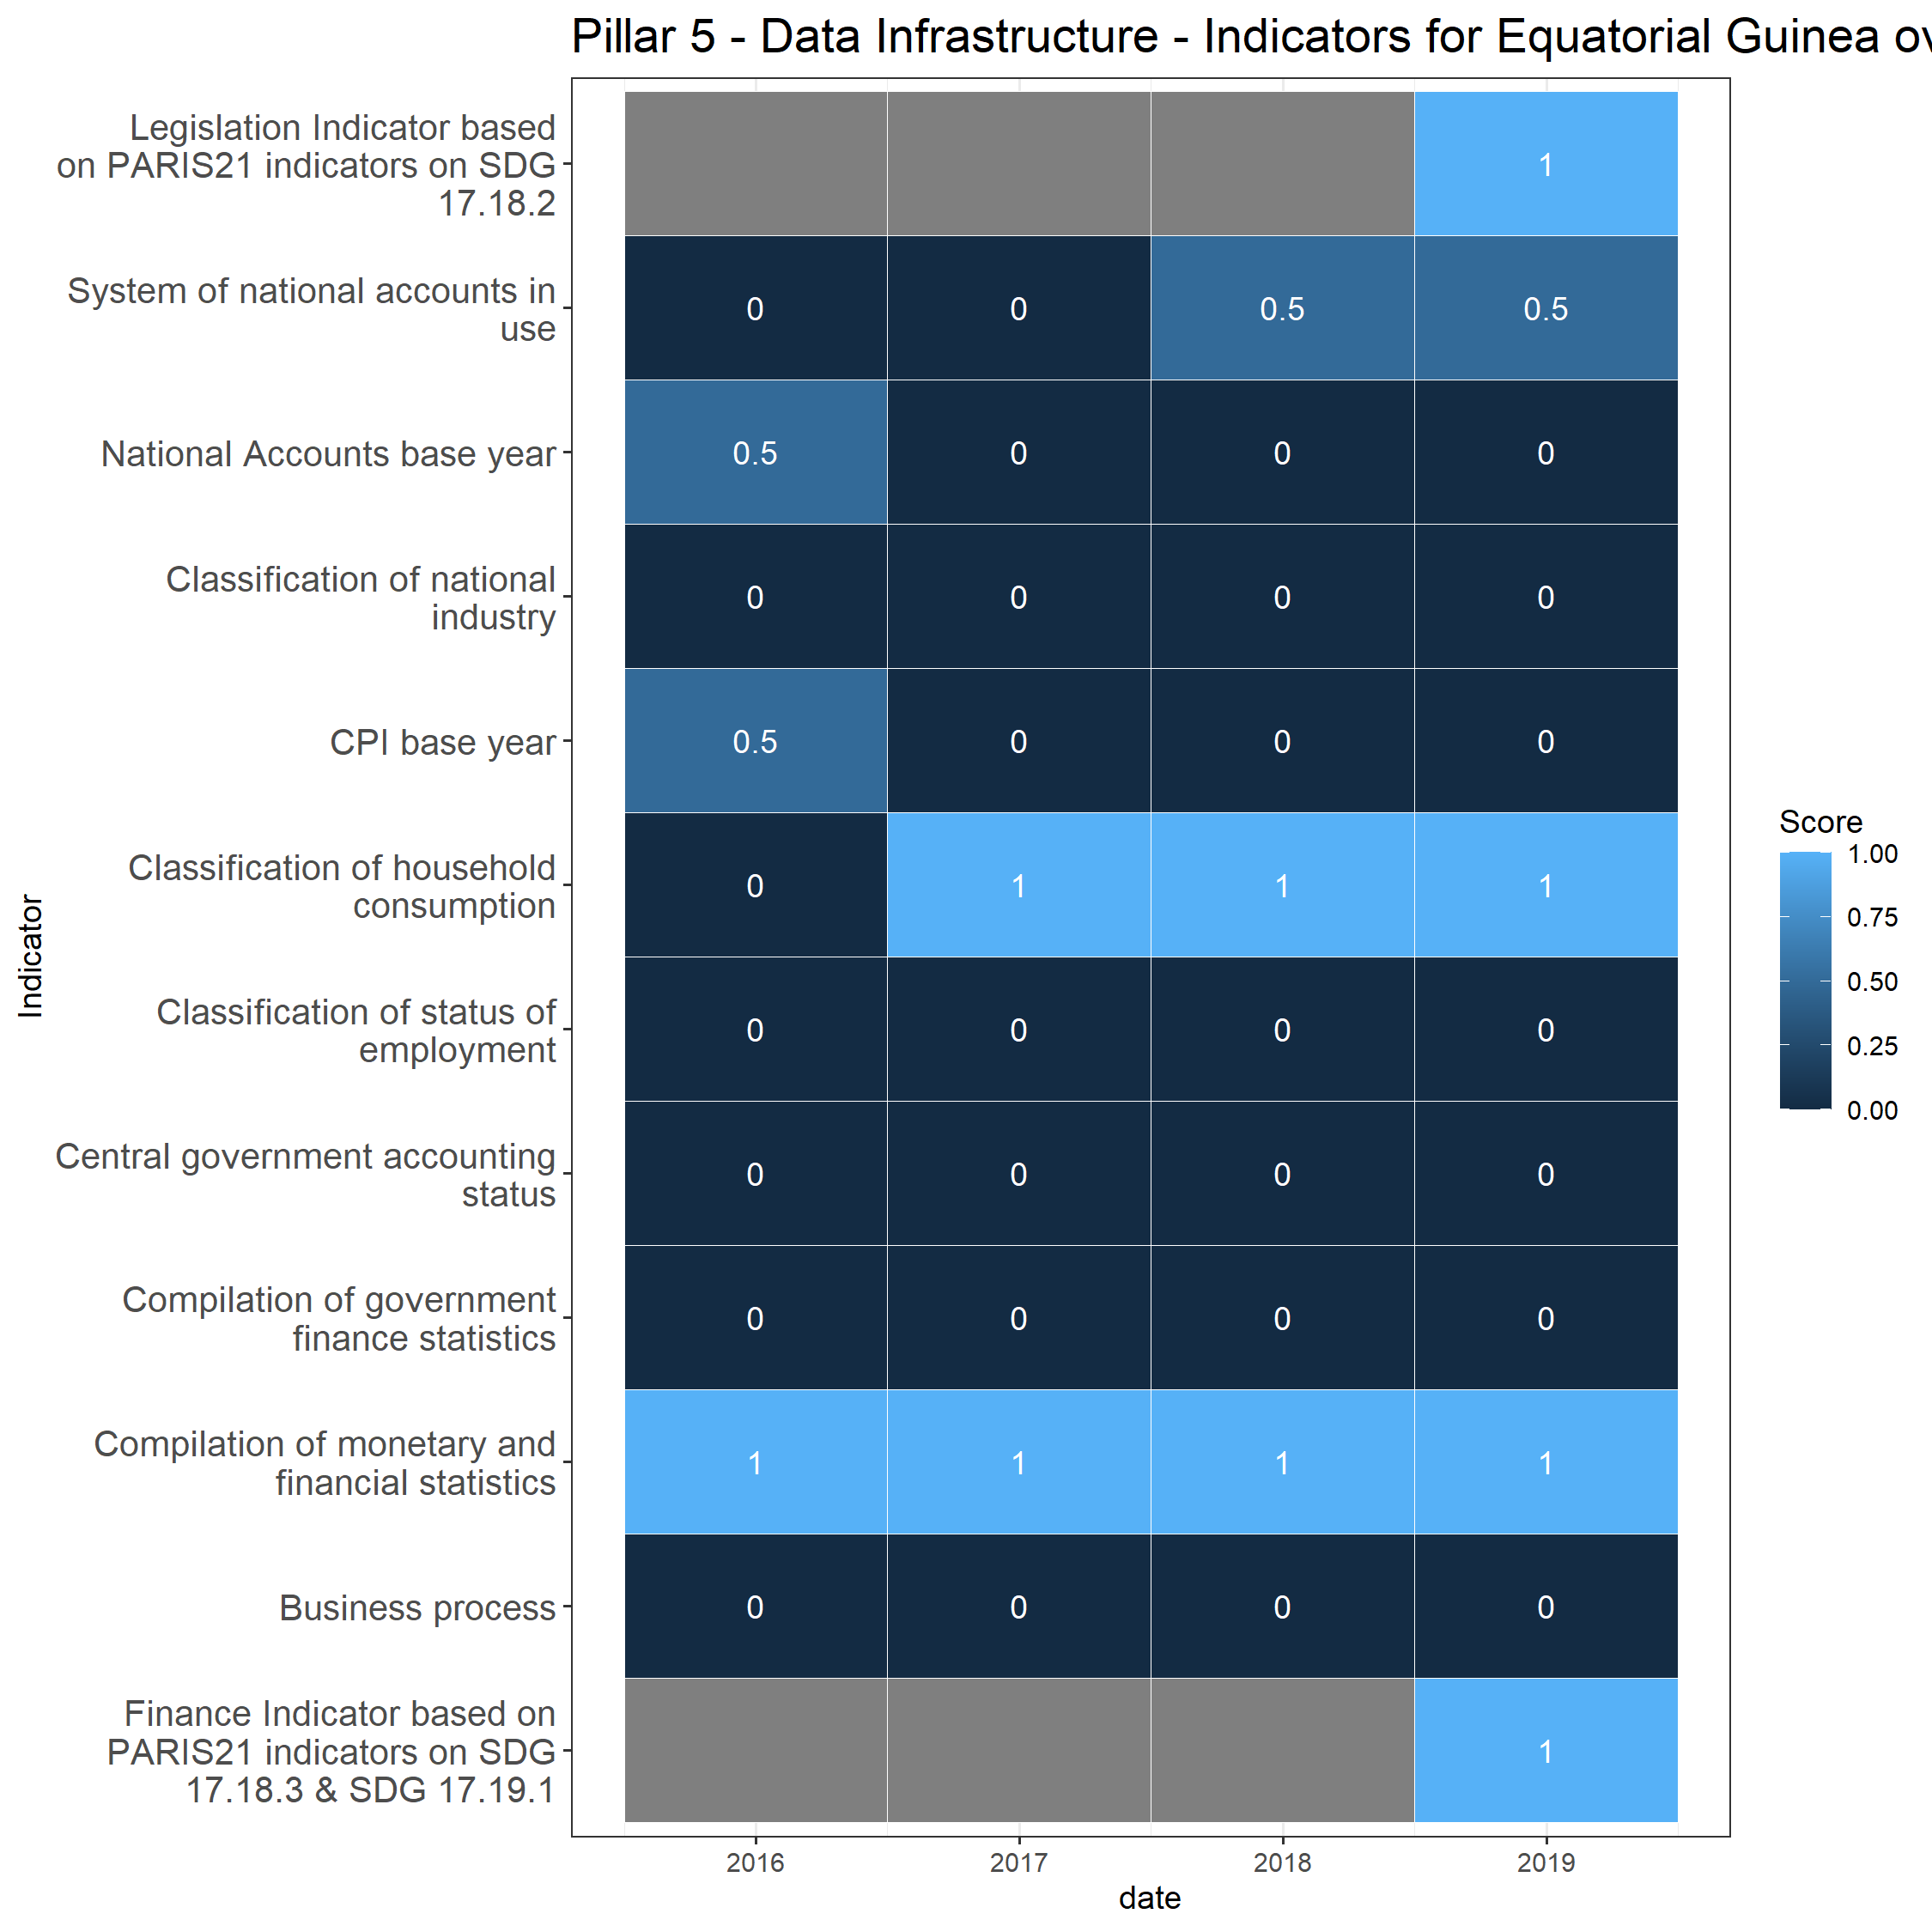 Pillar 5 - Data Infrastructure - Indicators for Equatorial Guinea ov
Legislation Indicator based
on PARIS21 indicators on SDG
17.18.2
1
System of national accounts in
use
0 0 0.5 0.5
National Accounts base year
0.5 0 0 0
Classification of national
industry
0 0 0 0
CPI base year
0.5 0 0 0
Classification of household
consumption
0 1 1 1
Classification of status of
employment
0 0 0 0
Central government accounting
status
0 0 0 0
Compilation of government
finance statistics
0 0 0 0
Compilation of monetary and
financial statistics
1 1 1 1
Business process
0 0 0 0
Finance Indicator based on
PARIS21 indicators on SDG
17.18.3 & SDG 17.19.1
1
Indicator
2016 2017 2018 2019
date
Score
1.00
0.75
0.50
0.25
0.00